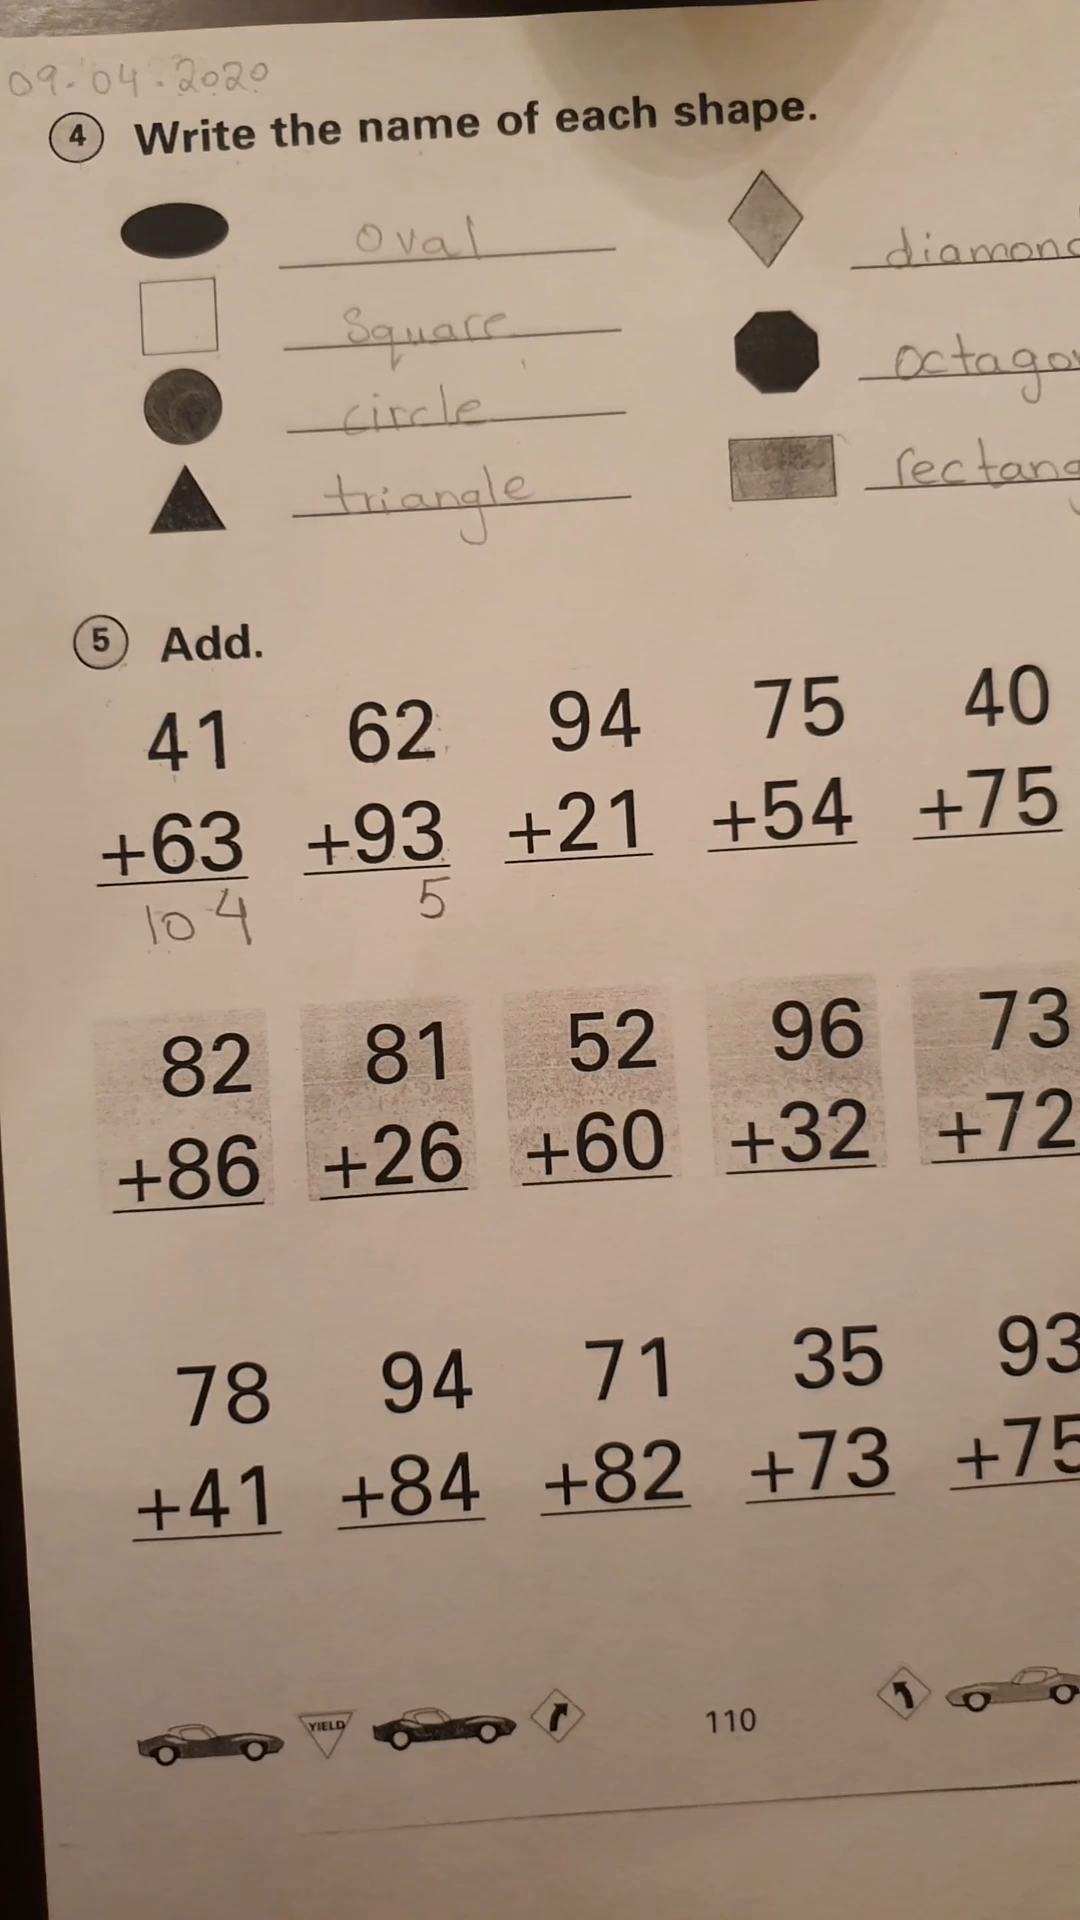 09.04.2020
4 Write the name of each shape.
oval diamond
Square octagon
circle
triangle rectang
5 Add.
41 62 94 75 40
+63 +93 +21 +54 +75
104 5
82 81 52 96 73
+86 +26 +60 +32 +72
78 94 71 35 93
+41 +84 +82 +73 +75
YIELD 110